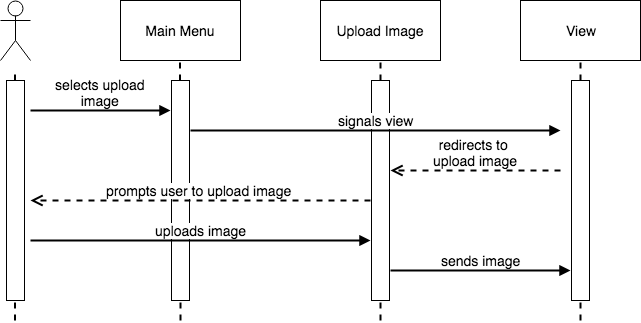 Main Menu
Upload Image
View
selects upload
image
signals view
redirects to
upload image
prompts user to upload image
uploads image
sends image